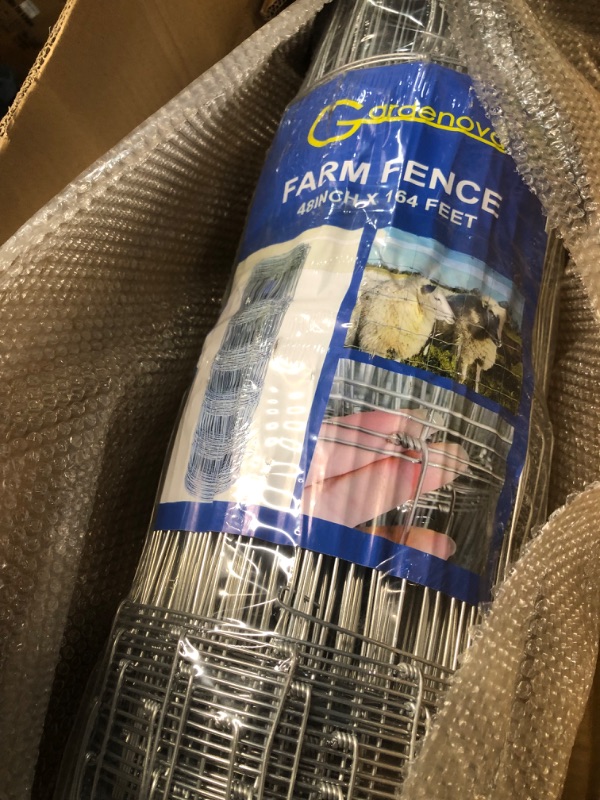 Gardenova
FARM FENCE
48INCH X 164 FEET